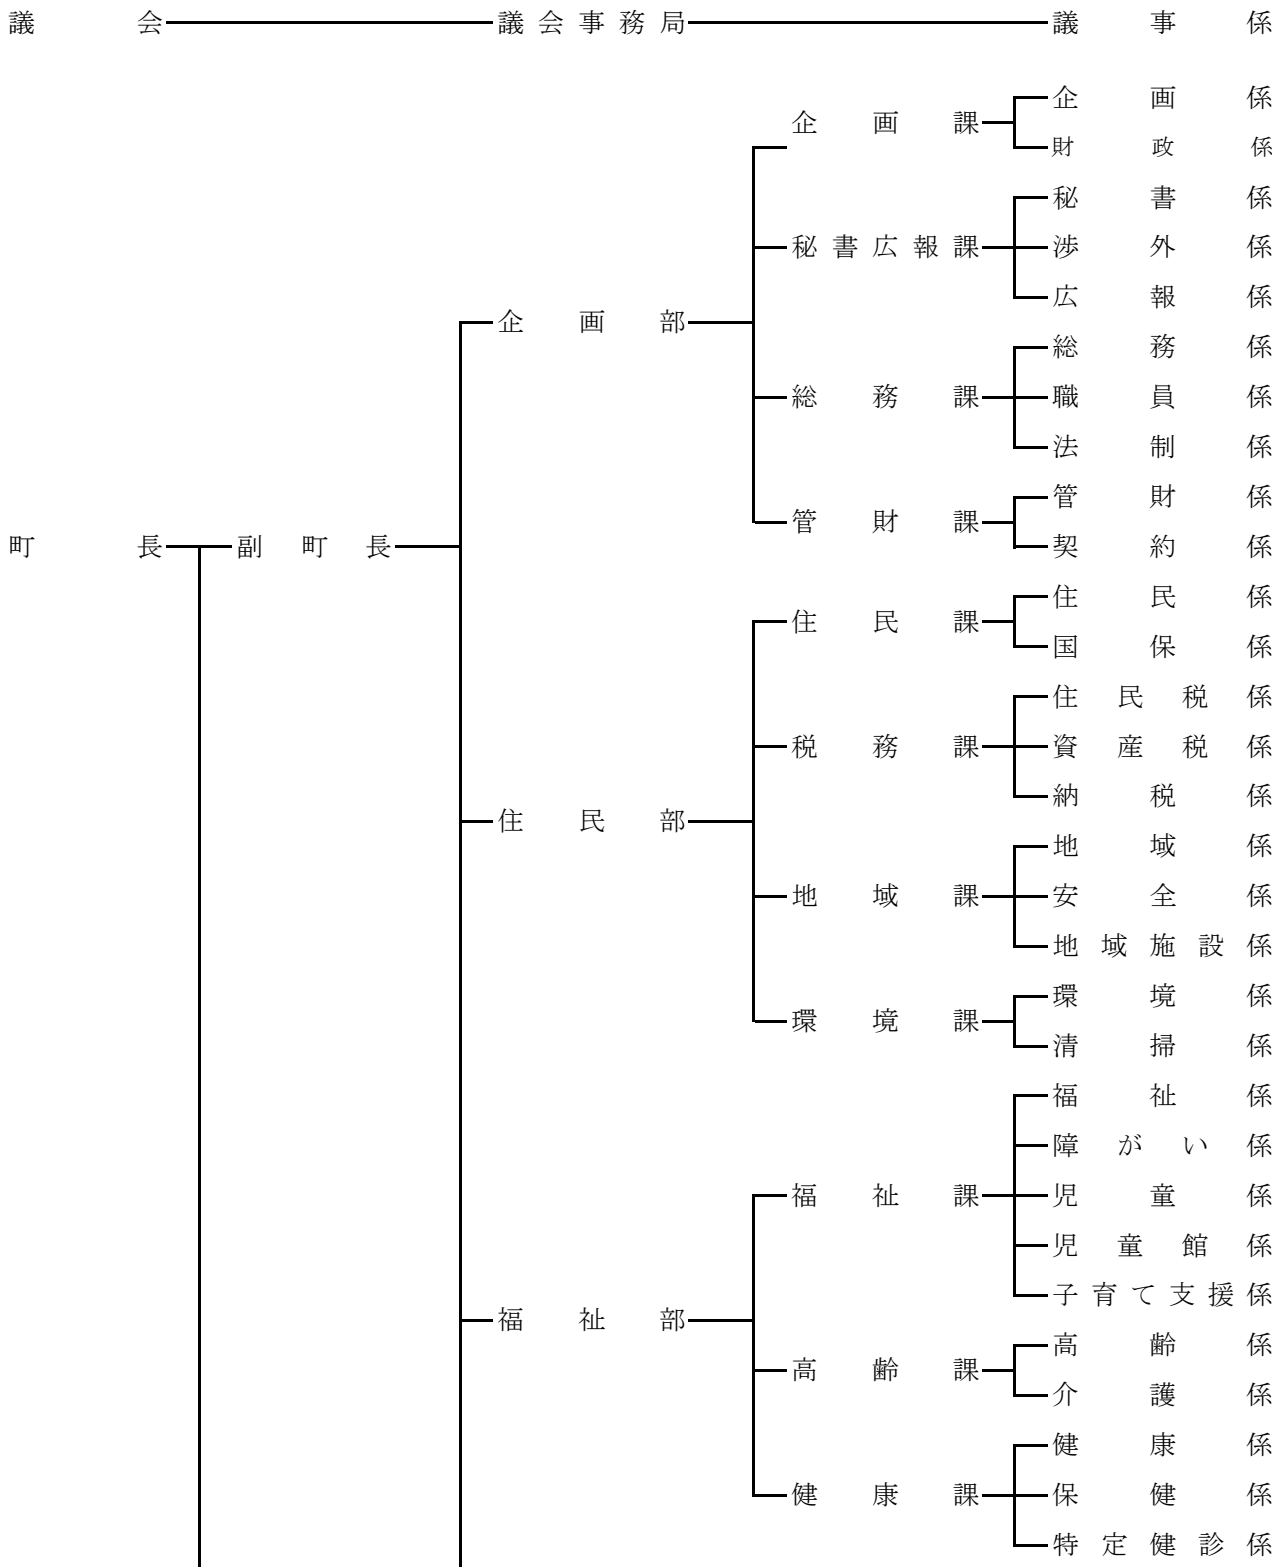 議会 議会事務局 議事係
企画係
企画課
財政係
秘書係
秘書広報課 渉外係
広報係
企画部
総務係
総務課 職員係
法制係
管財係
管財課
町長 副町長 契約係
住民係
住民課
国保係
住民税係
税務課 資産税係
納税係
住民部
地域係
地域課 安全係
地域施設係
環境係
環境課
清掃係
福祉係
障がい係
福祉課 児童係
児童館係
子育て支援係
福祉部
高齢係
高齢課
介護係
健康係
健康課 保健係
特定健診係